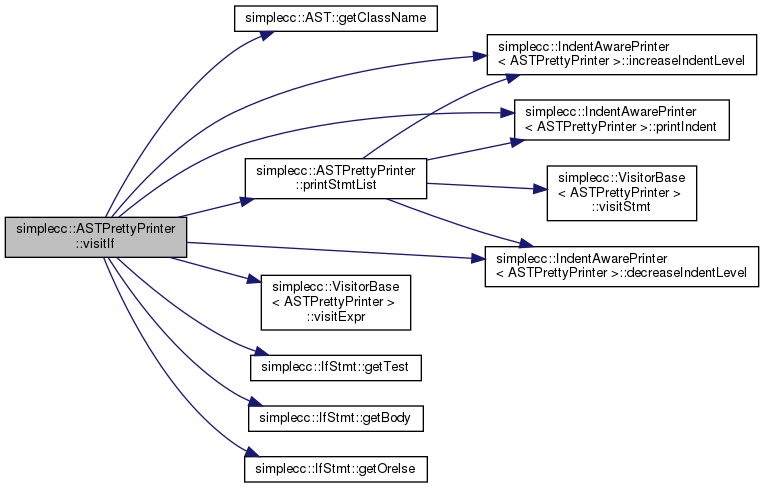 simplecc::AST::getClassName
simplecc::IndentAwarePrinter
< ASTPrettyPrinter >::increaseIndentLevel
simplecc::IndentAwarePrinter
< ASTPrettyPrinter >::printIndent
simplecc::ASTPrettyPrinter
::printStmtList
simplecc::VisitorBase
< ASTPrettyPrinter >
::visitStmt
simplecc::ASTPrettyPrinter
::visitIf
simplecc::IndentAwarePrinter
< ASTPrettyPrinter >::decreaseIndentLevel
simplecc::VisitorBase
< ASTPrettyPrinter >
::visitExpr
simplecc::IfStmt::getTest
simplecc::IfStmt::getBody
simplecc::IfStmt::getOrelse